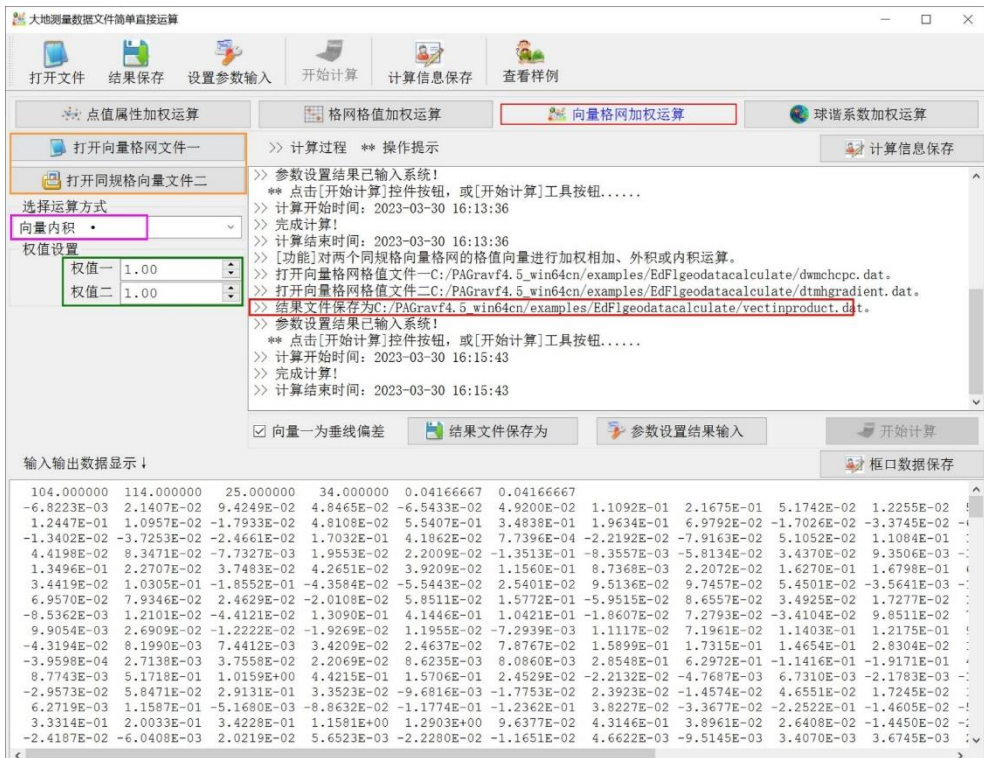 大地测量数据文件简单直接运算
打开文件 结果保存 设置参数输入 开始计算 计算信息保存 查看样例
点值属性加权运算 格网格值加权运算 向量格网加权运算 球谐系数加权运算
打开向量格网文件一
>> 计算过程 ** 操作提示
计算信息保存
打开同规格向量文件二
选择运算方式
向量内积 •
权值设置
权值一 1.00
权值二 1.00
>> 参数设置结果已输入系统!
** 点击[开始计算]控件按钮，或[开始计算]工具按钮......
>> 计算开始时间: 2023-03-30 16:13:36
>> 完成计算!
>> 计算结束时间: 2023-03-30 16:13:36
>> [功能]对两个同规格向量格网的格值向量进行加权相加、外积或内积运算。
>> 打开向量格网格值文件一C:/PAGravf4.5_win64cn/examples/EdFlgeodatacalculate/dwmchcpc.dat。
>> 打开向量格网格值文件二C:/PAGravf4.5_win64cn/examples/EdFlgeodatacalculate/dtmhgradient.dat。
>> 结果文件保存为C:/PAGravf4.5_win64cn/examples/EdFlgeodatacalculate/vectinproduct.dat。
>> 参数设置结果已输入系统!
** 点击[开始计算]控件按钮，或[开始计算]工具按钮......
>> 计算开始时间: 2023-03-30 16:15:43
>> 完成计算!
>> 计算结束时间: 2023-03-30 16:15:43
向量一为垂线偏差 结果文件保存为 参数设置结果输入 开始计算
输入输出数据显示↓ 框口数据保存
104.000000 114.000000 25.000000 34.000000 0.04166667 0.04166667
-6.8223E-03 2.1407E-02 9.4249E-02 4.8465E-02 -6.5433E-02 4.9200E-02 1.1092E-01 2.1675E-01 5.1742E-02 1.2255E-02
1.2447E-01 1.0957E-02 -1.7933E-02 4.8108E-02 5.5407E-01 3.4838E-01 1.9634E-01 6.9792E-02 -1.7026E-02 -3.3745E-02
-1.3402E-02 -3.7253E-02 -2.4661E-02 1.7032E-01 4.1862E-02 7.7396E-04 -2.2192E-02 -7.9163E-02 5.1052E-02 1.1084E-01
4.4198E-02 8.3471E-02 -7.7327E-03 1.9553E-02 2.2009E-02 -1.3513E-01 -8.3557E-03 -5.8134E-02 3.4370E-02 9.3506E-03
1.3496E-01 2.2707E-02 3.7483E-02 4.2651E-02 3.9209E-02 1.1560E-01 8.7368E-03 2.2072E-02 1.6270E-01 1.6798E-01
3.4419E-02 1.0305E-01 -1.8552E-01 -4.3584E-02 -5.5443E-02 2.5401E-02 9.5136E-02 9.7457E-02 5.4501E-02 -3.5641E-03
6.9570E-02 7.9346E-02 2.4629E-02 -2.0108E-02 5.8511E-02 1.5772E-01 -5.9515E-02 8.6557E-02 3.4925E-02 1.7277E-02
-8.5362E-03 1.2101E-02 -4.4121E-02 1.3090E-01 4.1446E-01 1.0421E-01 -1.8607E-02 7.2793E-02 -3.4104E-02 9.8511E-02
9.9054E-03 2.6909E-02 -1.2222E-02 -1.9269E-02 1.1955E-02 -7.2939E-03 1.1117E-02 7.1961E-02 1.1403E-01 1.2175E-01
-4.3194E-02 8.1990E-03 7.4412E-03 3.4209E-02 2.4637E-02 7.8767E-02 1.5899E-01 1.7315E-01 1.4654E-01 2.8304E-02
-3.9598E-04 2.7138E-03 3.7558E-02 2.2069E-02 8.6235E-03 8.0860E-03 2.8548E-01 6.2972E-01 -1.1416E-01 -1.9171E-01
8.7743E-03 5.1718E-01 1.0159E+00 4.4215E-01 1.5706E-01 2.4529E-02 -2.2132E-02 -4.7687E-03 6.7310E-03 -2.1783E-03
-2.9573E-02 5.8471E-02 2.9131E-01 3.3523E-02 -9.6816E-03 -1.7753E-02 2.3923E-02 -1.4574E-02 4.6551E-02 1.7245E-02
6.2719E-03 1.1587E-01 -5.1680E-03 -8.8632E-02 -1.1774E-01 -1.2362E-01 3.8227E-02 -3.3677E-02 -2.2522E-01 -1.4605E-02
3.3314E-01 2.0033E-01 3.4228E-01 1.1581E+00 1.2903E+00 9.6377E-02 4.3146E-01 3.8961E-02 2.6408E-02 -1.4450E-02
-2.4187E-02 -6.0408E-03 2.0219E-02 5.6523E-03 -2.2280E-02 -1.1651E-02 4.6622E-03 -9.5145E-03 3.4070E-03 3.6745E-03